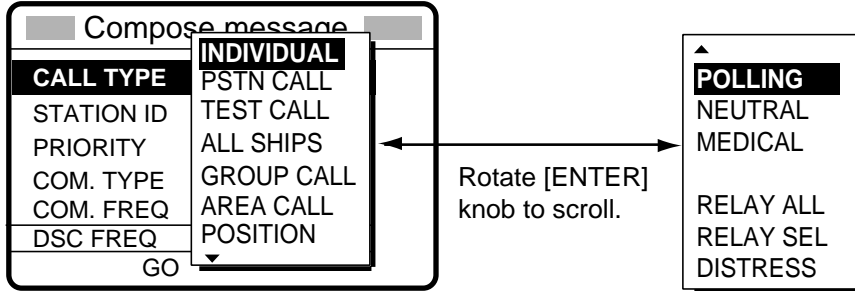 Compose message
CALL TYPE
STATION ID
PRIORITY
COM. TYPE
COM. FREQ
DSC FREQ
GO
INDIVIDUAL
PSTN CALL
TEST CALL
ALL SHIPS
GROUP CALL
AREA CALL
POSITION
Rotate [ENTER]
knob to scroll.
POLLING
NEUTRAL
MEDICAL
RELAY ALL
RELAY SEL
DISTRESS